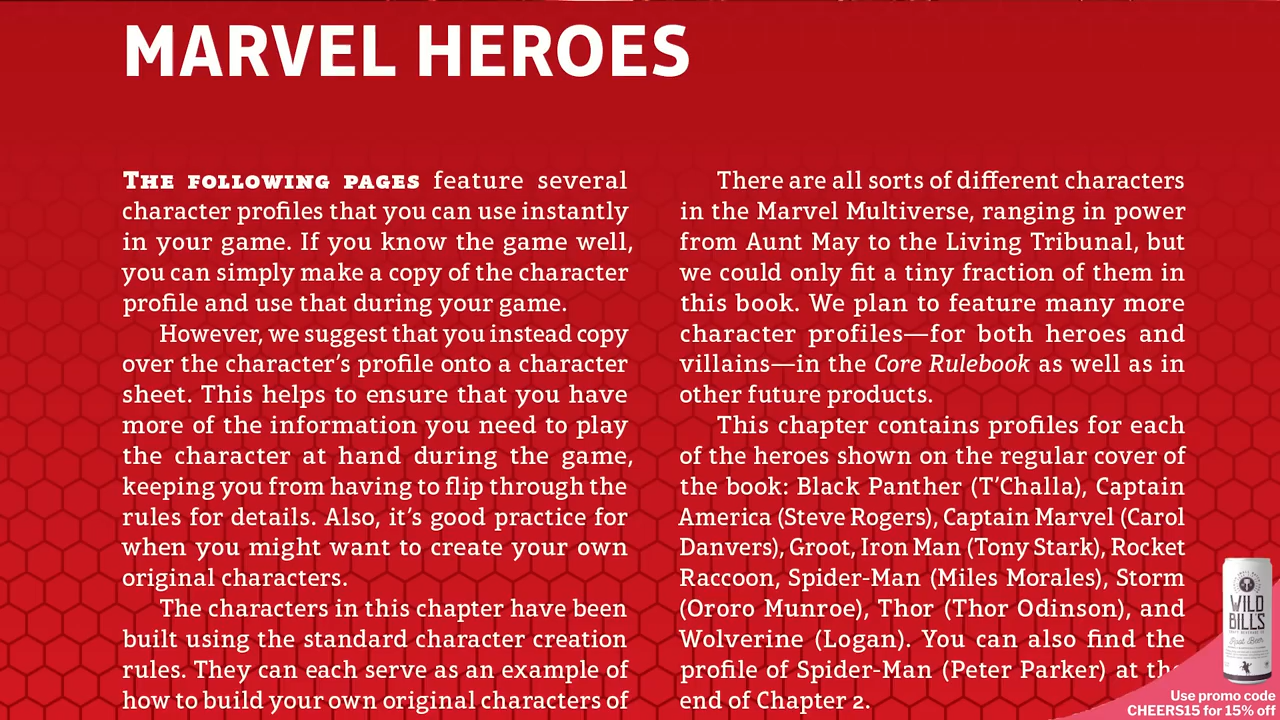 MARVEL HEROES
The following pages feature several
character profiles that you can use instantly
in your game. If you know the game well,
you can simply make a copy of the character
profile and use that during your game.
However, we suggest that you instead copy
over the character’s profile onto a character
sheet. This helps to ensure that you have
more of the information you need to play
the character at hand during the game,
keeping you from having to flip through the
rules for details. Also, it’s good practice for
when you might want to create your own
original characters.
The characters in this chapter have been
built using the standard character creation
rules. They can each serve as an example of
how to build your own original characters of
There are all sorts of different characters
in the Marvel Multiverse, ranging in power
from Aunt May to the Living Tribunal, but
we could only fit a tiny fraction of them in
this book. We plan to feature many more
character profiles—for both heroes and
villains—in the Core Rulebook as well as in
other future products.
This chapter contains profiles for each
of the heroes shown on the regular cover of
the book: Black Panther (T’Challa), Captain
America (Steve Rogers), Captain Marvel (Carol
Danvers), Groot, Iron Man (Tony Stark), Rocket
Raccoon, Spider-Man (Miles Morales), Storm
(Ororo Munroe), Thor (Thor Odinson), and
Wolverine (Logan). You can also find the
profile of Spider-Man (Peter Parker) at the
end of Chapter 2.
WILD
BILLS
Root Beer
Use promo code
CHEERS15 for 15% off